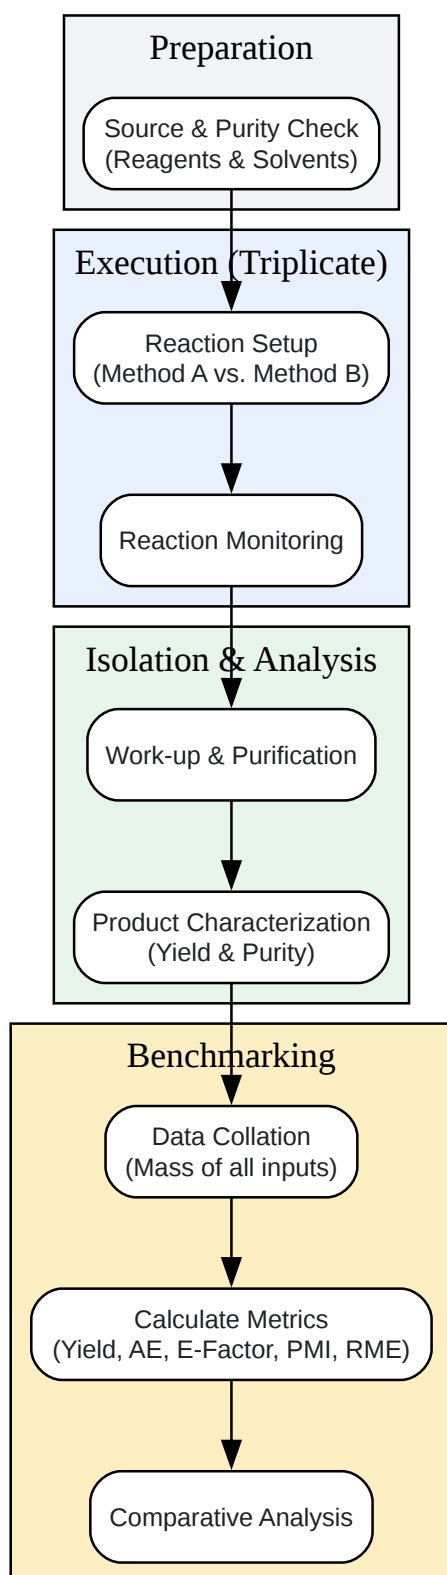 Preparation
Source & Purity Check
(Reagents & Solvents)
Execution (Triplicate)
Reaction Setup
(Method A vs. Method B)
Reaction Monitoring
Isolation & Analysis
Work-up & Purification
Product Characterization
(Yield & Purity)
Benchmarking
Data Collation
(Mass of all inputs)
Calculate Metrics
(Yield, AE, E-Factor, PMI, RME)
Comparative Analysis